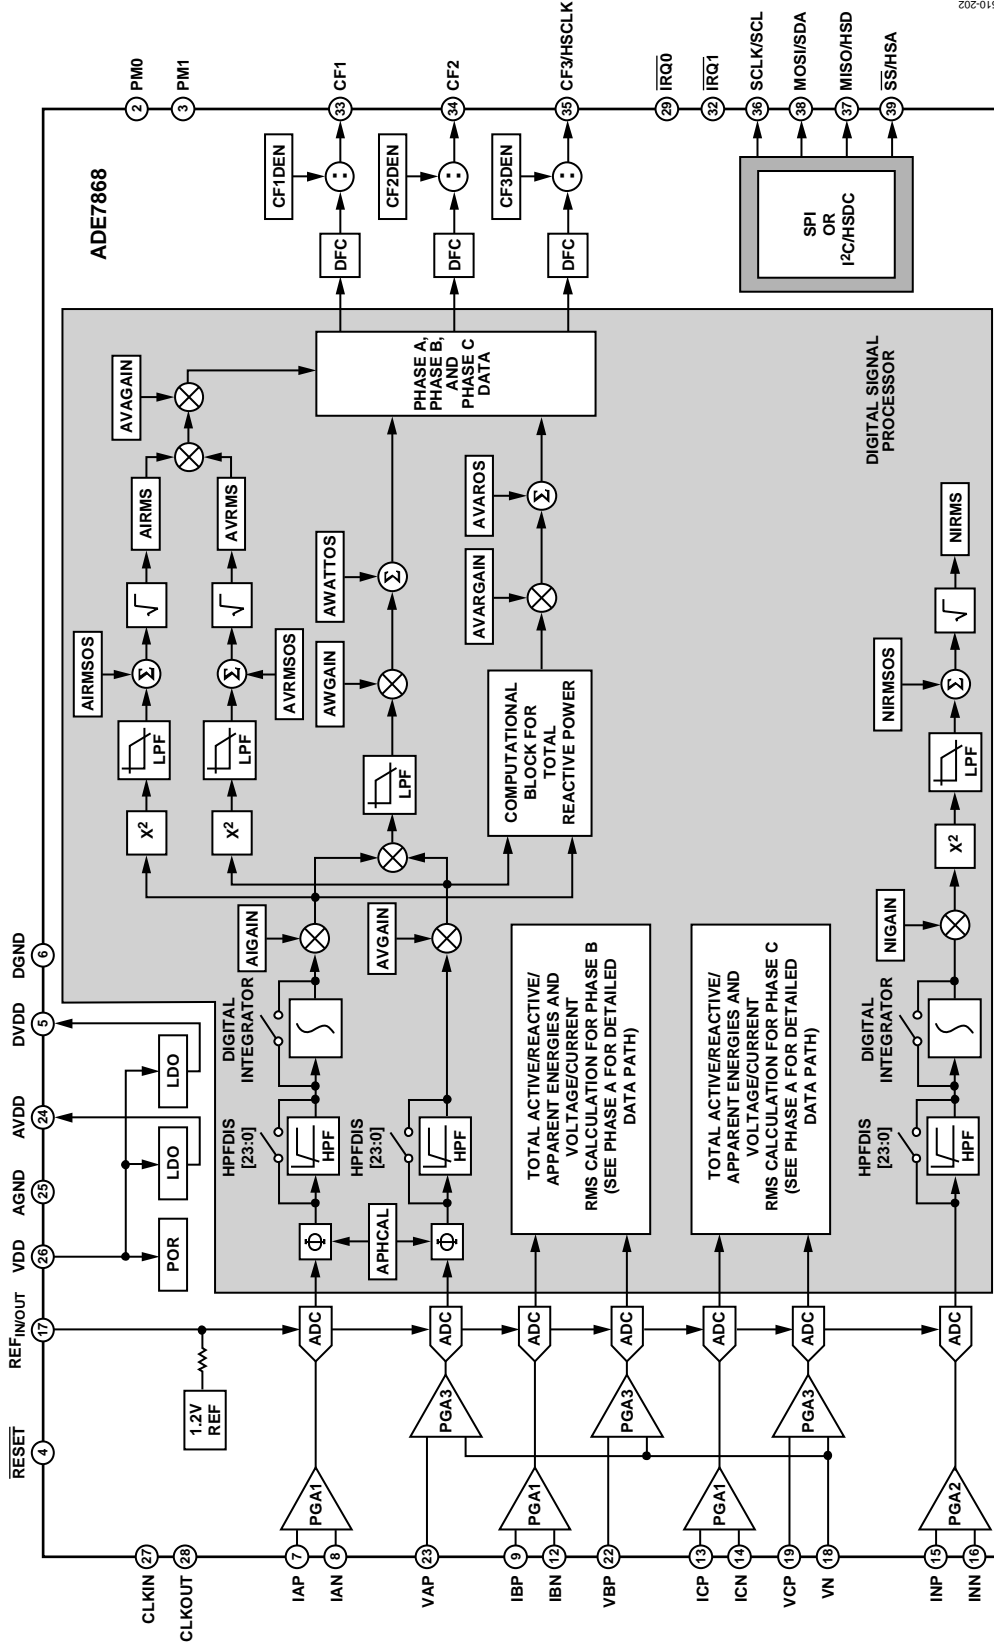 RESET
4
REFIN/OUT
17
VDD
26
AGND
25
AVDD
24
DVDD
5
DGND
6
CLKIN
27
CLKOUT
28
1.2V
REF
POR
LDO
LDO
ADE7868
2
PM0
3
PM1
IAP
7
IAN
8
PGA1
ADC
Φ
HPFDIS
[23:0]
HPF
DIGITAL
INTEGRATOR
AIGAIN
X2
LPF
AIRMSOS
Σ
√
AIRMS
AVAGAIN
X2
LPF
Σ
AVRMSOS
√
AVRMS
APHCAL
VAP
23
PGA3
ADC
Φ
HPFDIS
[23:0]
HPF
AVGAIN
LPF
AWGAIN
AWATTOS
Σ
COMPUTATIONAL
BLOCK FOR
TOTAL
REACTIVE POWER
AVARGAIN
AVAROS
Σ
PHASE A,
PHASE B,
AND
PHASE C
DATA
DFC
CF1DEN
:
33
CF1
DFC
CF2DEN
:
34
CF2
DFC
CF3DEN
:
35
CF3/HSCLK
IBP
9
IBN
12
PGA1
ADC
VBP
22
PGA3
ADC
TOTAL ACTIVE/REACTIVE/
APPARENT ENERGIES AND
VOLTAGE/CURRENT
RMS CALCULATION FOR PHASE B
(SEE PHASE A FOR DETAILED
DATA PATH)
29
IRQ0
32
IRQ1
ICP
13
ICN
14
PGA1
ADC
VCP
19
VN
18
PGA3
ADC
TOTAL ACTIVE/REACTIVE/
APPARENT ENERGIES AND
VOLTAGE/CURRENT
RMS CALCULATION FOR PHASE C
(SEE PHASE A FOR DETAILED
DATA PATH)
SPI
OR
I2C/HSDC
36
SCLK/SCL
38
MOSI/SDA
37
MISO/HSD
39
SS/HSA
DIGITAL SIGNAL
PROCESSOR
INP
15
INN
16
PGA2
ADC
HPFDIS
[23:0]
HPF
DIGITAL
INTEGRATOR
NIGAIN
X2
LPF
NIRMSOS
Σ
√
NIRMS